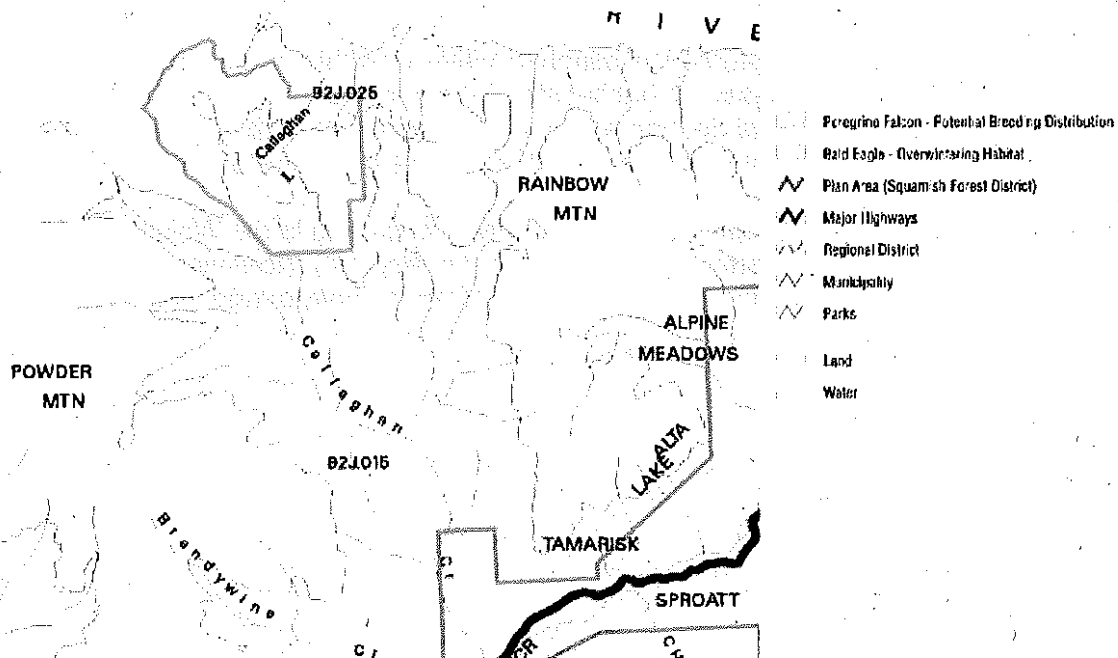 R I V E
92J.025
Callaghan
L
RAINBOW
MTN
ALPINE
MEADOWS
POWDER
MTN
Callaghan
92J.015
ALTA
LAKE
Brandywine
Cr
TAMARISK
SPROATT
CR
Peregrine Falcon - Potential Breeding Distribution
Bald Eagle - Overwintering Habitat
Plan Area (Squamish Forest District)
Major Highways
Regional District
Municipality
Parks
Land
Water